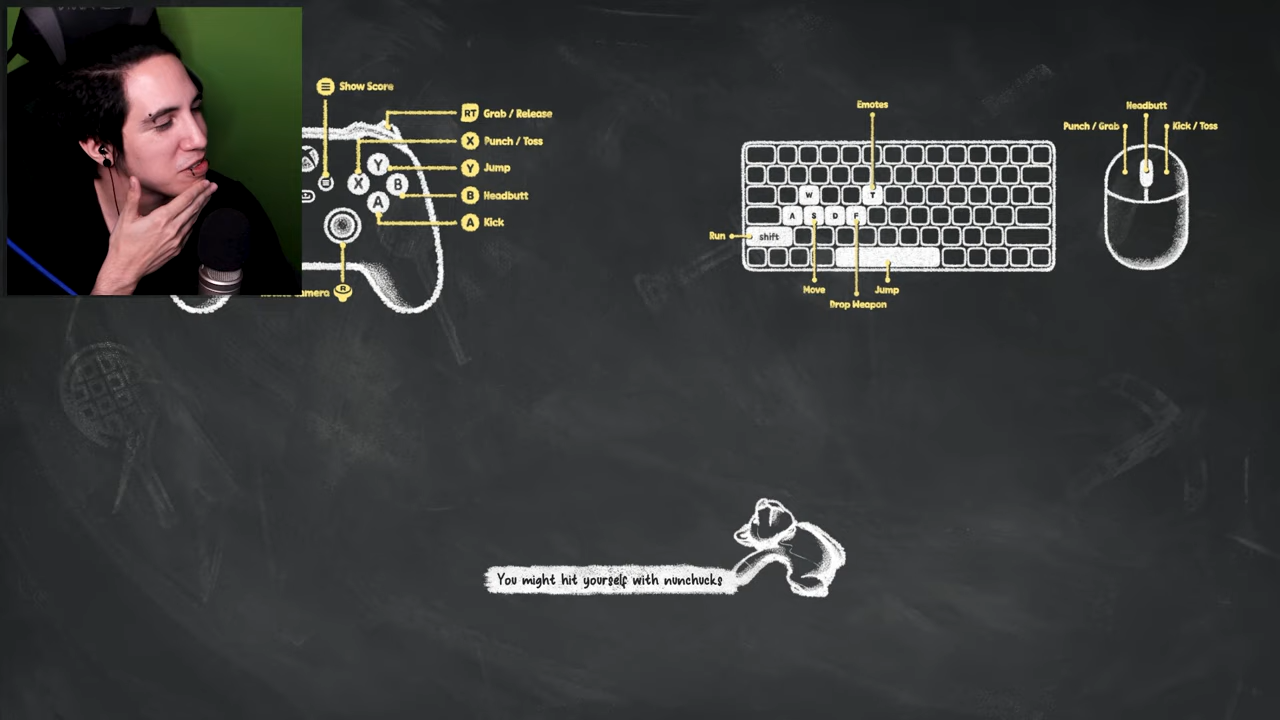 Show Score
RT Grab / Release
X Punch / Toss
Y Jump
B Headbutt
A Kick
Y
X
B
A
R
Emotes
W
T
A S D F
shift
Run
Move
Jump
Drop Weapon
Headbutt
Punch / Grab
Kick / Toss
You might hit yourself with nunchucks